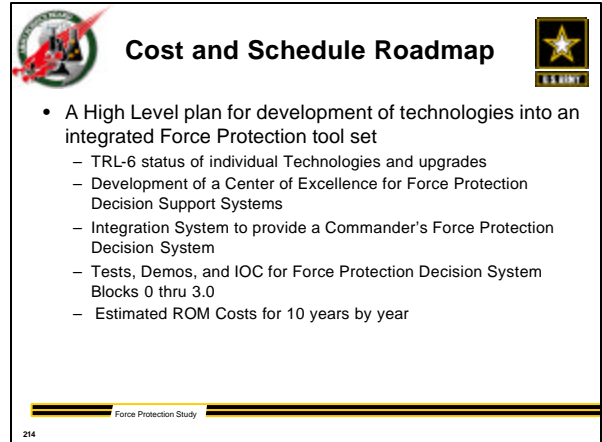 Cost and Schedule Roadmap
U.S. ARMY
• A High Level plan for development of technologies into an
integrated Force Protection tool set
– TRL-6 status of individual Technologies and upgrades
– Development of a Center of Excellence for Force Protection
Decision Support Systems
– Integration System to provide a Commander's Force Protection
Decision System
– Tests, Demos, and IOC for Force Protection Decision System
Blocks 0 thru 3.0
– Estimated ROM Costs for 10 years by year
Force Protection Study
214